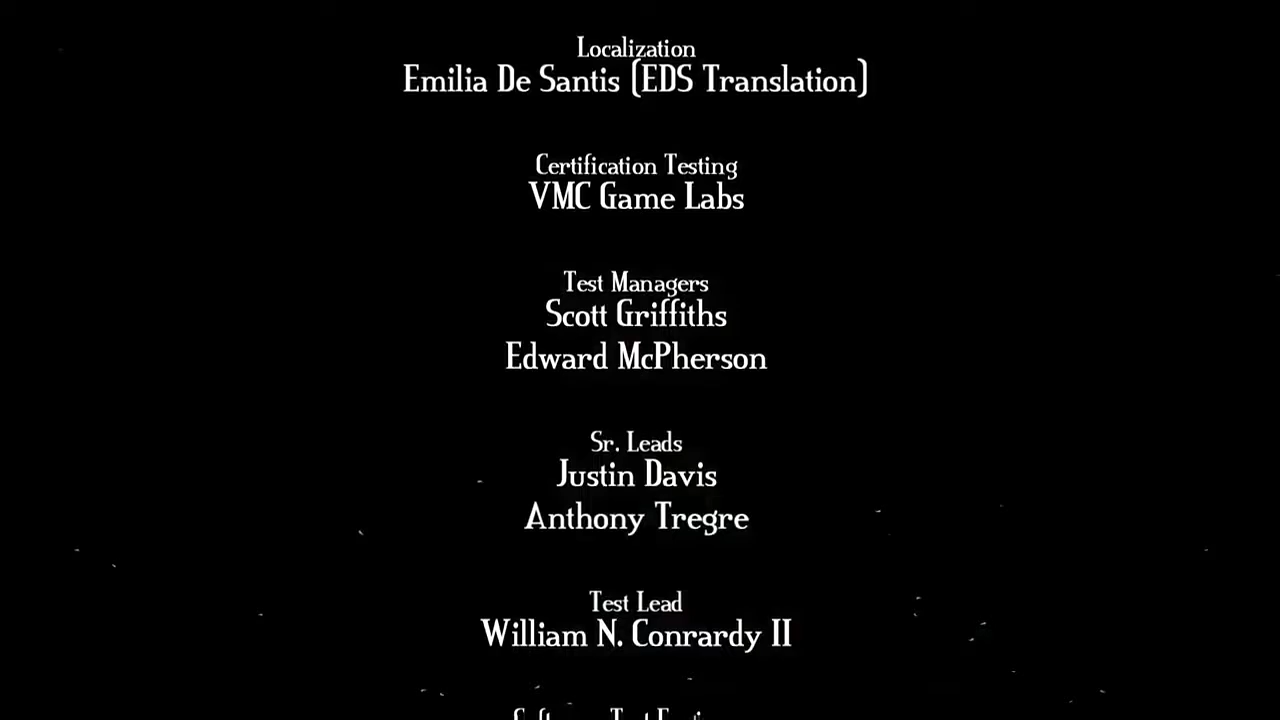 Localization
Emilia De Santis (EDS Translation)
Certification Testing
VMC Game Labs
Test Managers
Scott Griffiths
Edward McPherson
Sr. Leads
Justin Davis
Anthony Tregre
Test Lead
William N. Conrardy II